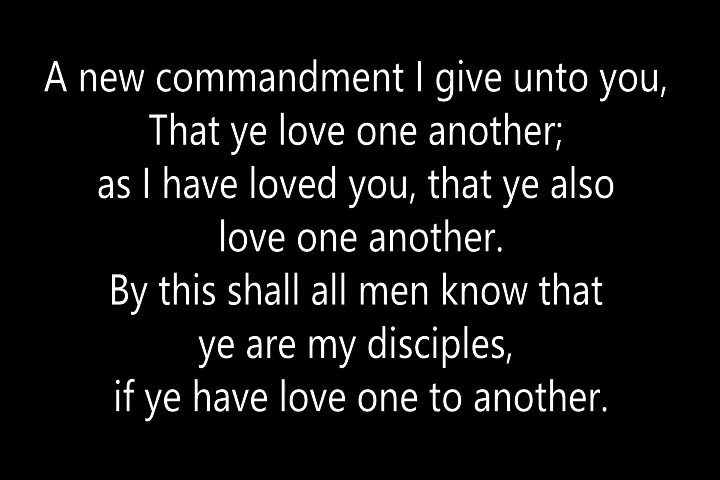 A new commandment I give unto you,
That ye love one another;
as I have loved you, that ye also
love one another.
By this shall all men know that
ye are my disciples,
if ye have love one to another.